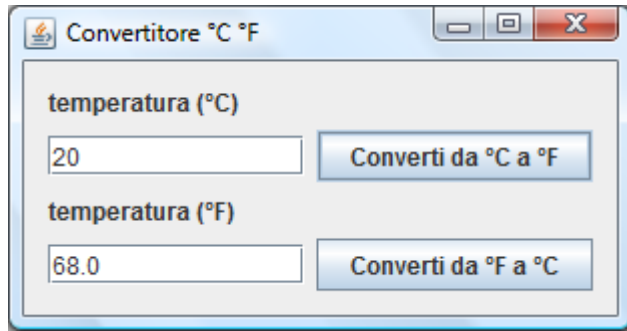 Convertitore °C °F
temperatura (°C)
20 Converti da °C a °F
temperatura (°F)
68.0 Converti da °F a °C